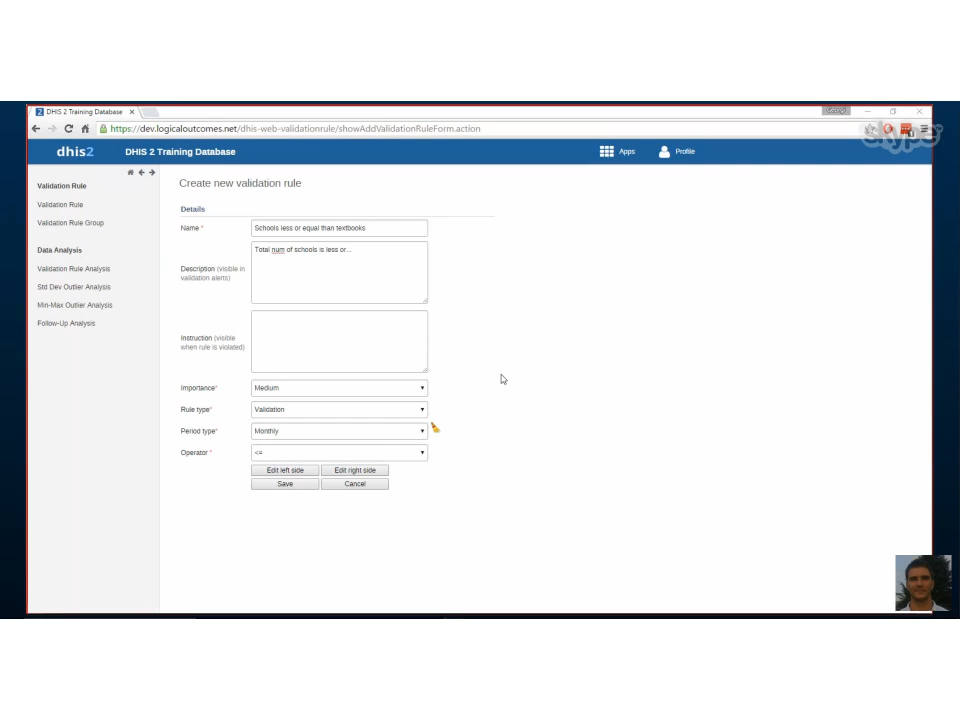 DHIS 2 Training Database
Georgi
https://dev.logicaloutcomes.net/dhis-web-validationrule/showAddValidationRuleForm.action
skype
dhis2
DHIS 2 Training Database
Apps
Profile
Validation Rule
Validation Rule
Validation Rule Group
Data Analysis
Validation Rule Analysis
Std Dev Outlier Analysis
Min-Max Outlier Analysis
Follow-Up Analysis
Create new validation rule
Details
Name *
Schools less or equal than textbooks
Description (visible in
validation alerts)
Total num of schools is less or...
Instruction (visible
when rule is violated)
Importance*
Medium
Rule type*
Validation
Period type*
Monthly
Operator *
<=
Edit left side
Edit right side
Save
Cancel